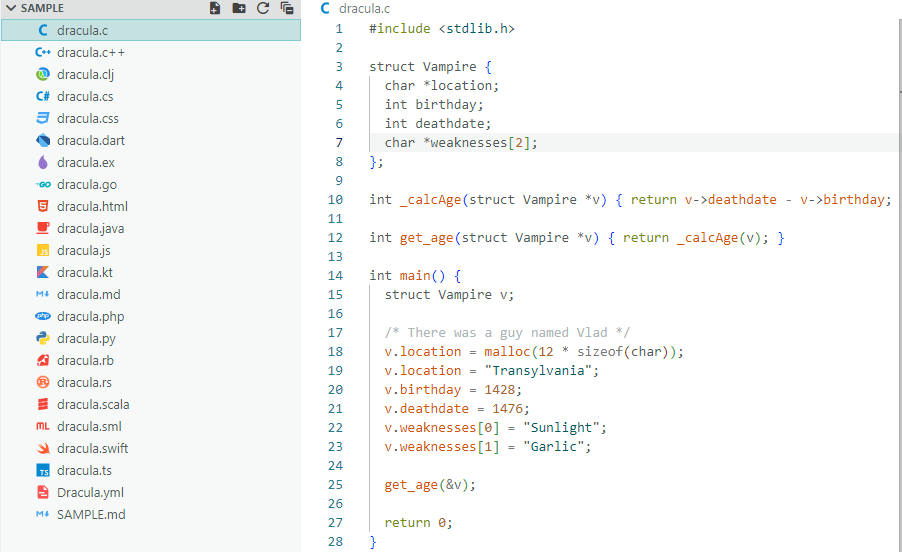 SAMPLE
dracula.c
dracula.c++
dracula.clj
dracula.cs
dracula.css
dracula.dart
dracula.ex
dracula.go
dracula.html
dracula.java
dracula.js
dracula.kt
dracula.md
dracula.php
dracula.py
dracula.rb
dracula.rs
dracula.scala
dracula.sml
dracula.swift
dracula.ts
Dracula.yml
SAMPLE.md
C dracula.c
1 #include <stdlib.h>
2
3 struct Vampire {
4 char *location;
5 int birthday;
6 int deathdate;
7 char *weaknesses[2];
8 };
9
10 int _calcAge(struct Vampire *v) { return v->deathdate - v->birthday;
11
12 int get_age(struct Vampire *v) { return _calcAge(v); }
13
14 int main() {
15 struct Vampire v;
16
17 /* There was a guy named Vlad */
18 v.location = malloc(12 * sizeof(char));
19 v.location = "Transylvania";
20 v.birthday = 1428;
21 v.deathdate = 1476;
22 v.weaknesses[0] = "Sunlight";
23 v.weaknesses[1] = "Garlic";
24
25 get_age(&v);
26
27 return 0;
28 }